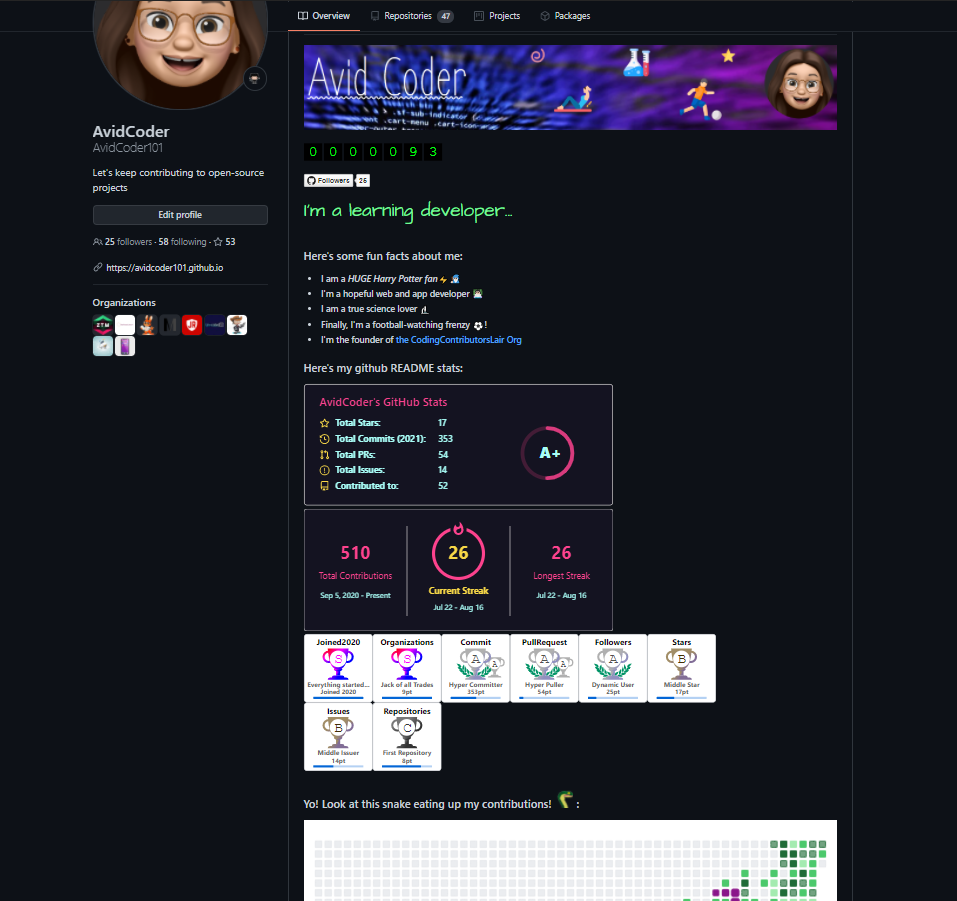 Overview
Repositories 47
Projects
Packages
AvidCoder
AvidCoder101
Let's keep contributing to open-source
projects
Edit profile
25 followers · 58 following · 53
https://avidcoder101.github.io
Organizations
ZTM
Avid Coder
.sf-sub-indicator {
.cart-menu .cart-icon-
0 0 0 0 0 9 3
Followers 25
I'm a learning developer...
Here's some fun facts about me:
• I am a HUGE Harry Potter fan ⚡
• I'm a hopeful web and app developer
• I am a true science lover
• Finally, I'm a football-watching frenzy ⚽!
• I'm the founder of the CodingContributorsLair Org
Here's my github README stats:
AvidCoder's GitHub Stats
Total Stars: 17
Total Commits (2021): 353
Total PRs: 54
Total Issues: 14
Contributed to: 52
A+
510
Total Contributions
Sep 5, 2020 - Present
26
Current Streak
Jul 22 - Aug 16
26
Longest Streak
Jul 22 - Aug 16
Joined2020
S
Everything started...
Joined 2020
Organizations
S
Jack of all Trades
9pt
Commit
A A
Hyper Committer
353pt
PullRequest
A A
Hyper Puller
54pt
Followers
A
Dynamic User
25pt
Stars
B
Middle Star
17pt
Issues
B
Middle Issuer
14pt
Repositories
C
First Repository
8pt
Yo! Look at this snake eating up my contributions! :